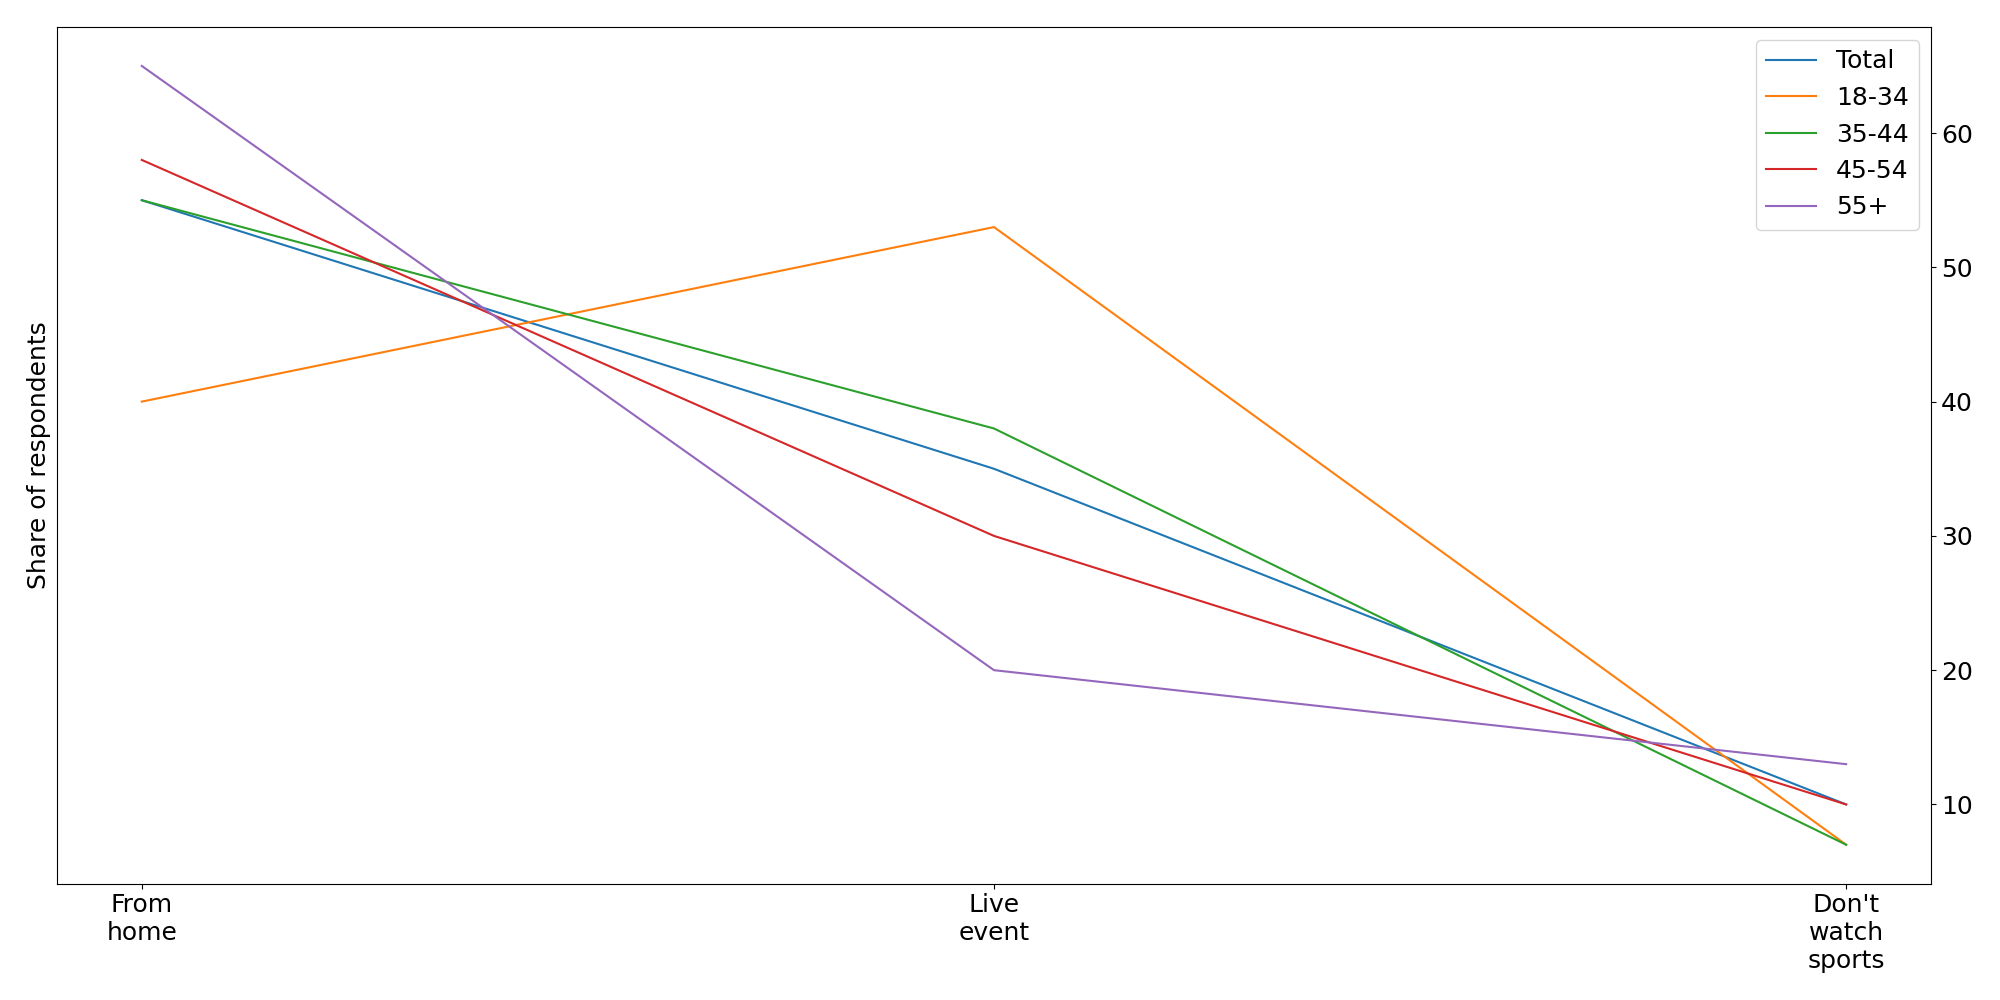 Total
18-34
35-44
45-54
55+
Share of respondents
60
50
40
30
20
10
From
home
Live
event
Don't
watch
sports